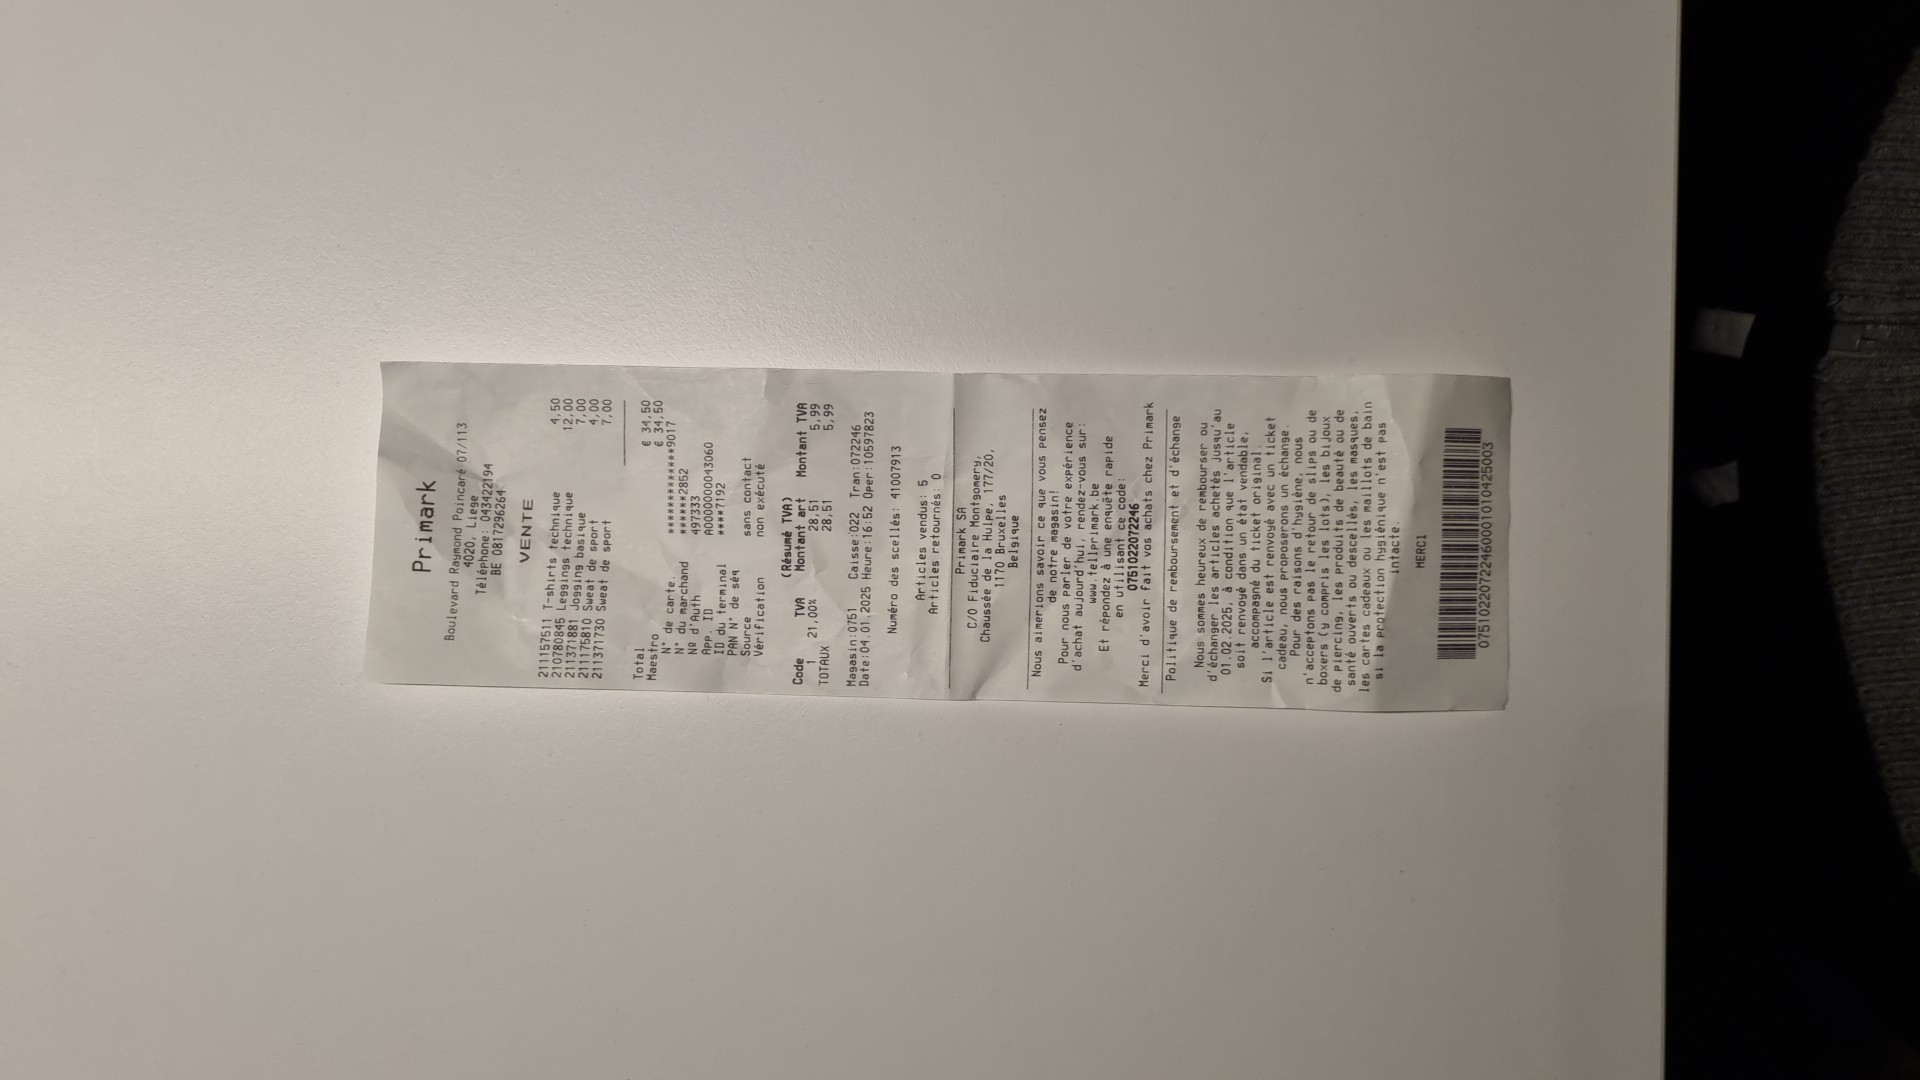 Primark
Boulevard Raymond Poincaré 07/113
4020, Liege
Téléphone: 043422194
BE 0817296264
VENTE
211157511 T-shirts technique 4,50
210780845 Leggings technique 12,00
211371881 Jogging basique 7,00
211175810 Sweat de sport 4,00
211371730 Sweat de sport 7,00
Total € 34,50
Maestro € 34,50
N° de carte. ***************9017
N° du marchand ******2852
Nº d'Auth 497333
App. ID A0000000043060
ID du terminal ****7192
PAN N° de séq
Source sans contact
Vérification non exécuté
(Résumé TVA)
Code TVA Montant art Montant TVA
1 21,00% 28,51 5,99
TOTAUX 28,51 5,99
Magasin:0751 Caisse:022 Tran:072246
Date:04.01.2025 Heure:16:52 Oper:10597823
Numéro des scellés: 41007913
Articles vendus: 5
Articles retournés: 0
Primark SA
C/O Fiduciaire Montgomery,
Chaussée de la Hulpe, 177/20,
1170 Bruxelles
Belgique
Nous aimerions savoir ce que vous pensez
de notre magasin!
Pour nous parler de votre expérience
d'achat aujourd'hui, rendez-vous sur:
www.tellprimark.be
Et répondez à une enquête rapide
en utilisant ce code:
0751022072246
Merci d'avoir fait vos achats chez Primark
Politique de remboursement et d'échange
Nous sommes heureux de rembourser ou
d'échanger les articles achetés jusqu'au
01.02.2025, à condition que l'article
soit renvoyé dans un état vendable,
accompagné du ticket original.
Si l'article est renvoyé avec un ticket
cadeau, nous proposerons un échange.
Pour des raisons d'hygiène, nous
n'acceptons pas le retour de slips ou de
boxers (y compris les lots), les bijoux
de piercing, les produits de beauté ou de
santé ouverts ou descellés, les masques,
les cartes cadeaux ou les maillots de bain
si la protection hygiénique n'est pas
intacte.
MERCI